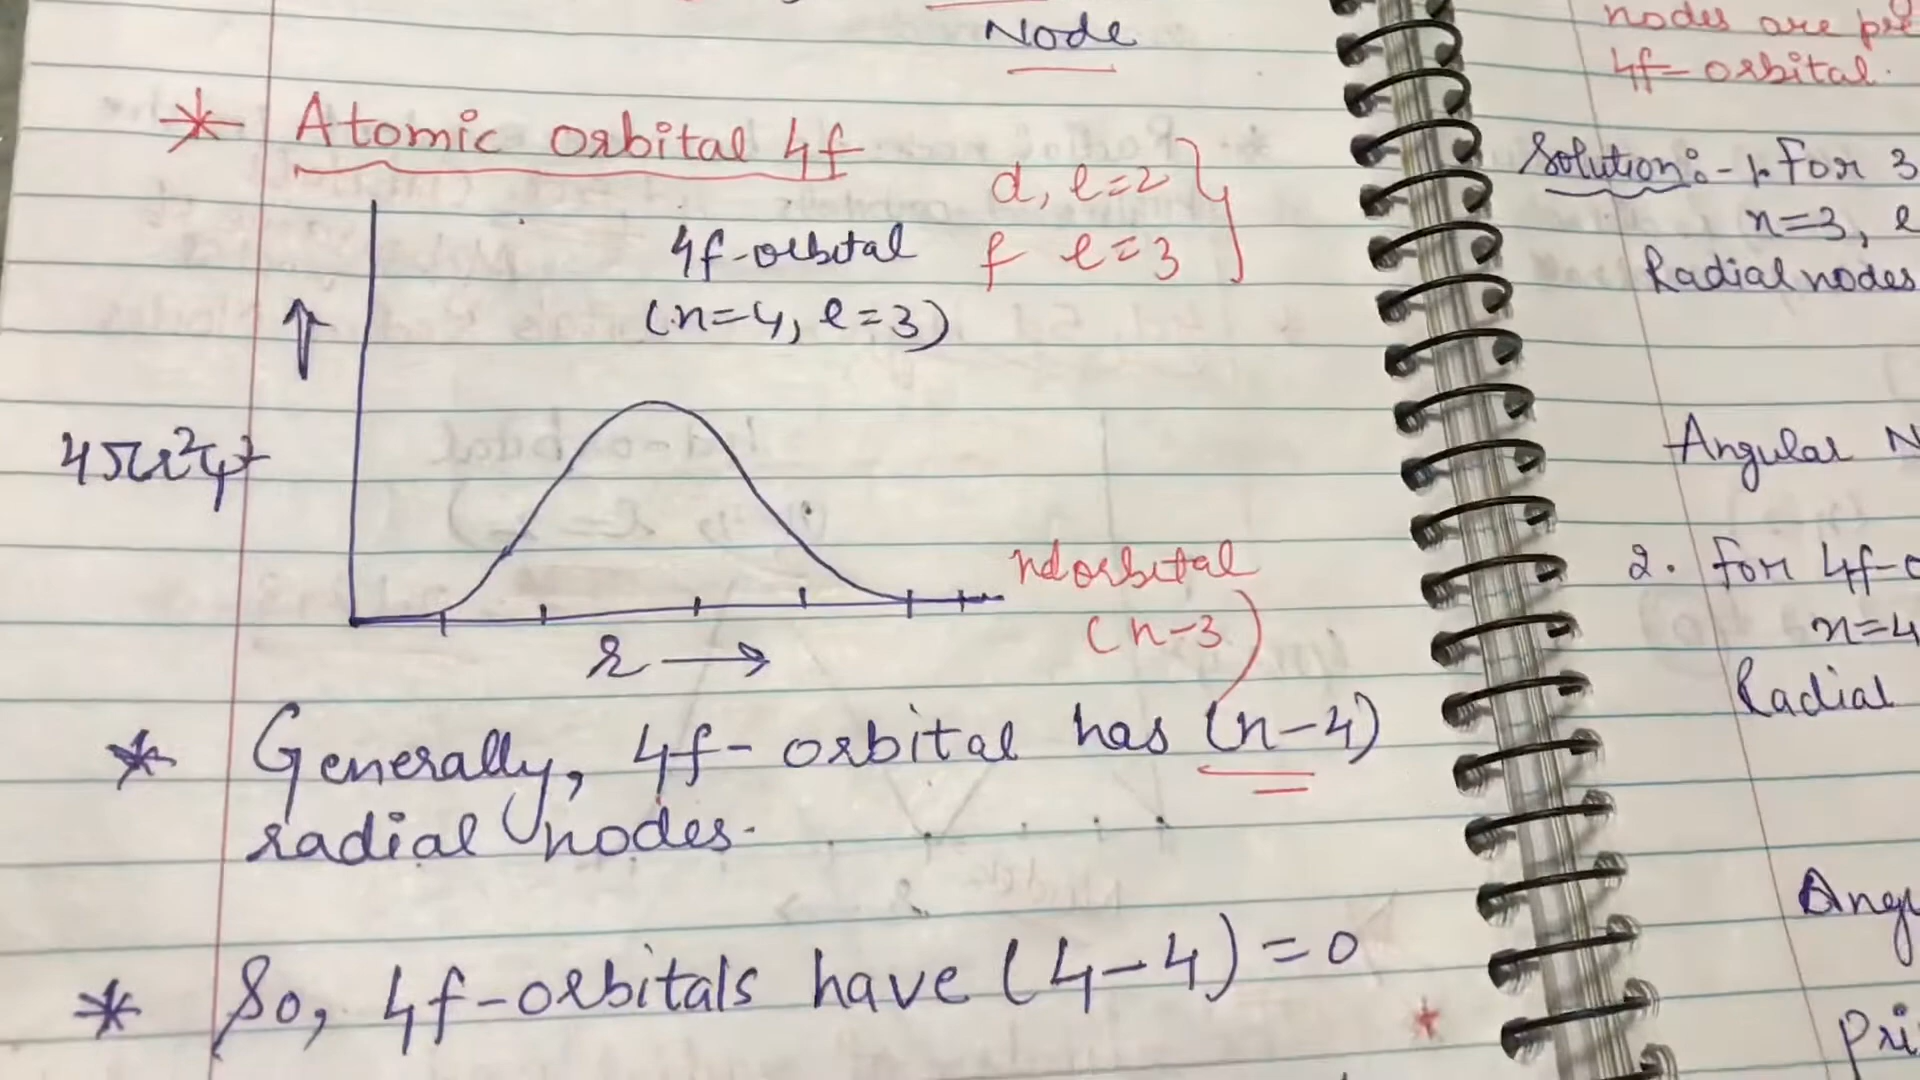 Node
* Atomic orbital 4f
d, l=2
f l=3
4f-orbital
(n=4, l=3)
↑
4πr²ψ²
nd orbital
(n-3)
r →
* Generally, 4f- orbital has (n-4)
radial nodes.
* So, 4f-orbitals have (4-4)=0
nodes are
4f- orbital.
Solution:- 1. For 3
n=3, l
Radial nodes
Angular N
2. For 4f-
n=4
Radial